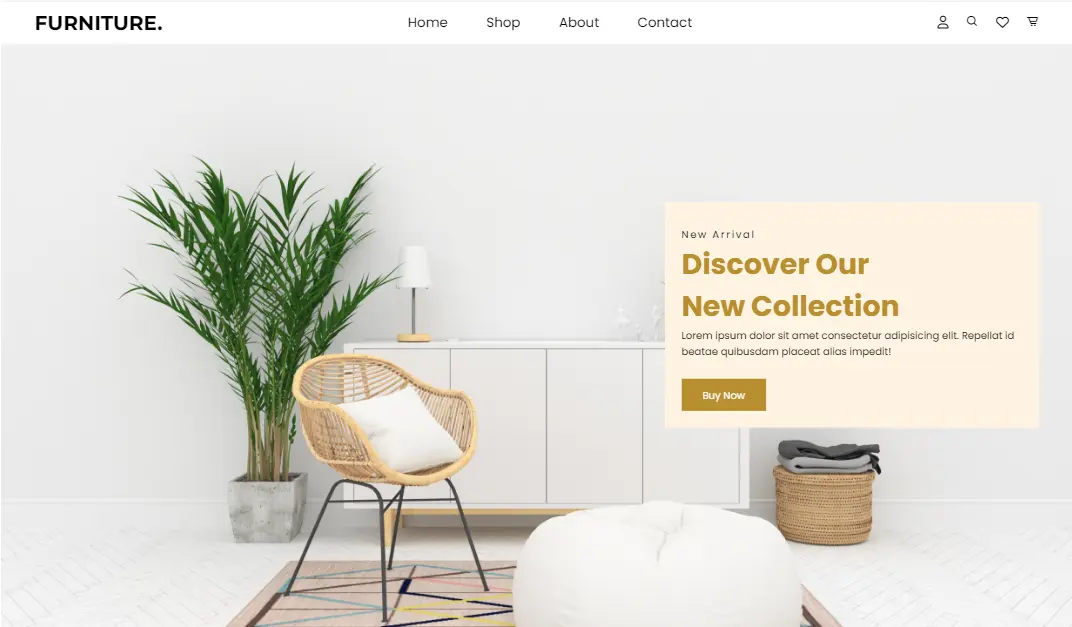 FURNITURE.
Home Shop About Contact
New Arrival
Discover Our
New Collection
Lorem ipsum dolor sit amet consectetur adipisicing elit. Repellat id
beatae quibusdam placeat alias impedit!
Buy Now